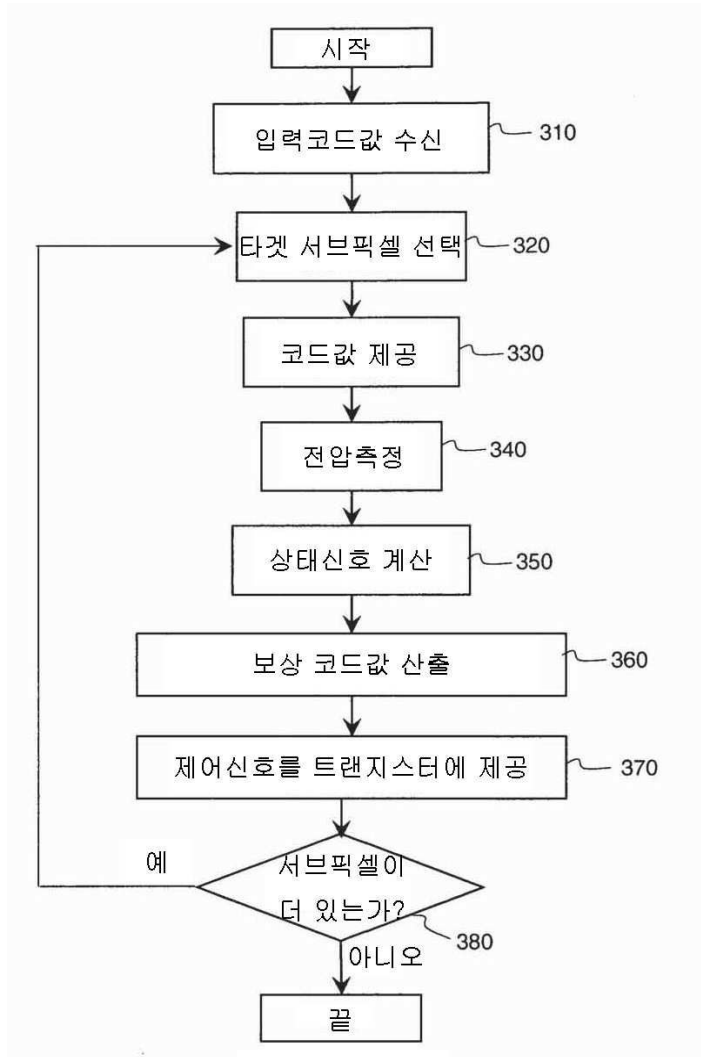 시작
입력코드값 수신
310
타겟 서브픽셀 선택
320
코드값 제공
330
전압측정
340
상태신호 계산
350
보상 코드값 산출
360
제어신호를 트랜지스터에 제공
370
예
서브픽셀이
더 있는가?
380
아니오
끝